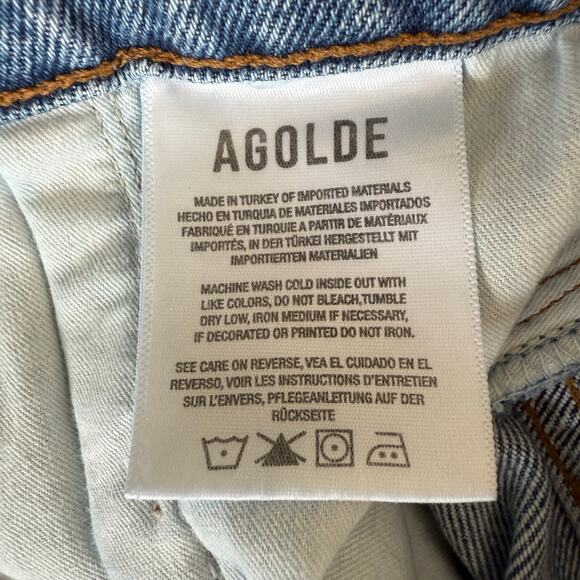 AGOLDE
MADE IN TURKEY OF IMPORTED MATERIALS
HECHO EN TURQUIA DE MATERIALES IMPORTADOS
FABRIQUÉ EN TURQUIE A PARTIR DE MATÉRIAUX
IMPORTÉS, IN DER TÜRKEI HERGESTELLT MIT
IMPORTIERTEN MATERIALIEN
MACHINE WASH COLD INSIDE OUT WITH
LIKE COLORS, DO NOT BLEACH,TUMBLE
DRY LOW, IRON MEDIUM IF NECESSARY,
IF DECORATED OR PRINTED DO NOT IRON.
SEE CARE ON REVERSE, VEA EL CUIDADO EN EL
REVERSO, VOIR LES INSTRUCTIONS D'ENTRETIEN
SUR L'ENVERS, PFLEGEANLEITUNG AUF DER
RÜCKSEITE